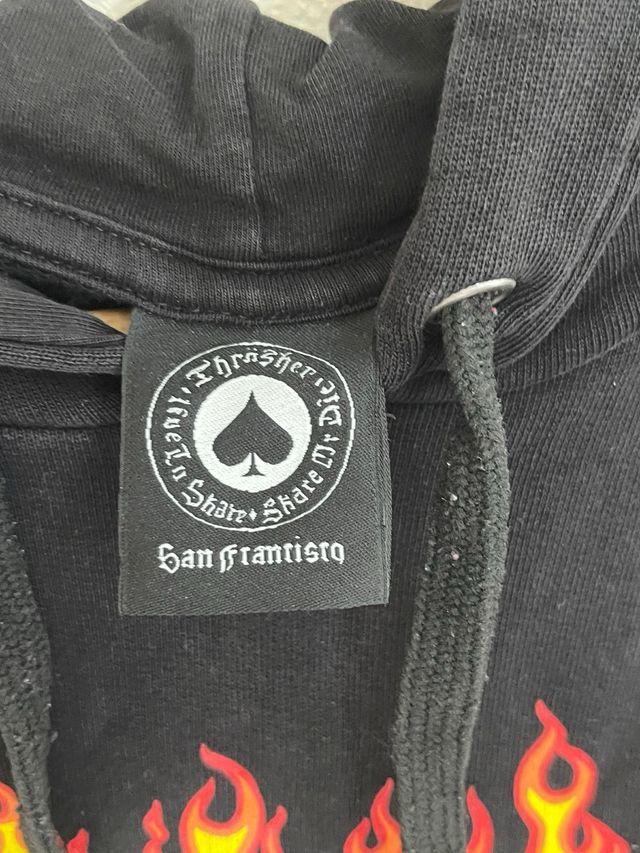 Thrasher
Live To Skate • Skate Or Die •
San Francisco